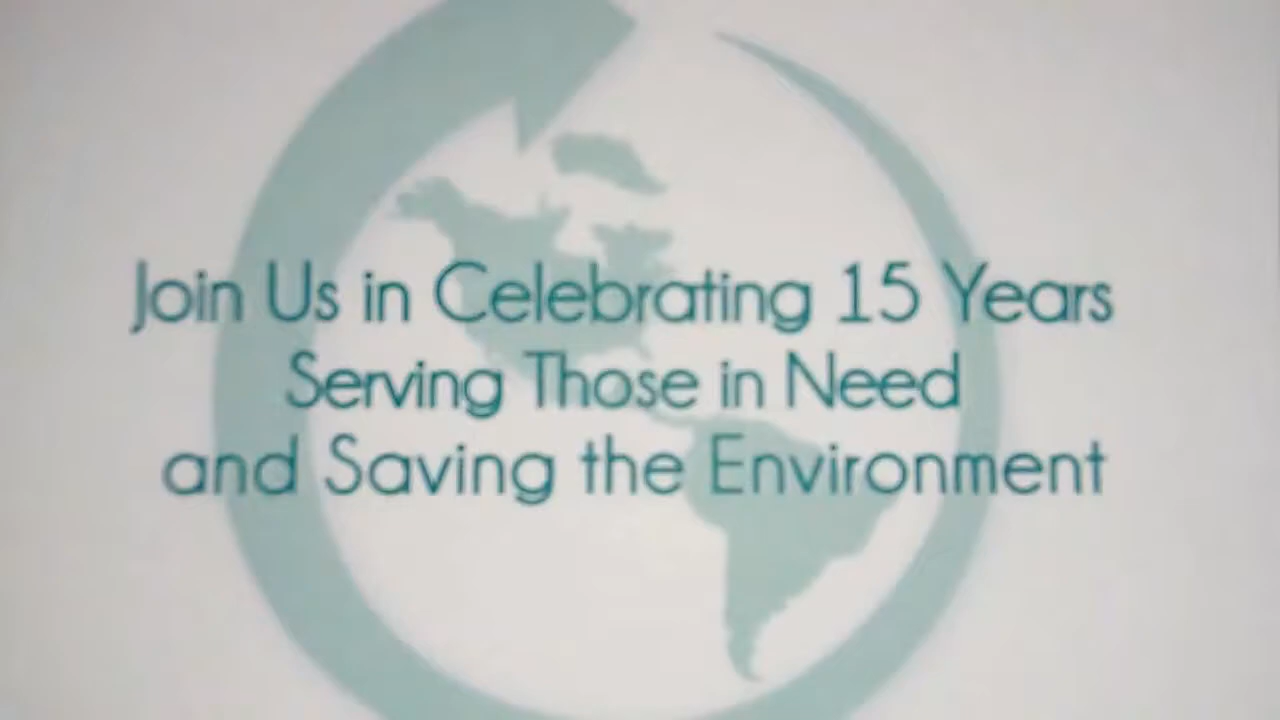 Join Us in Celebrating 15 Years
Serving Those in Need
and Saving the Environment